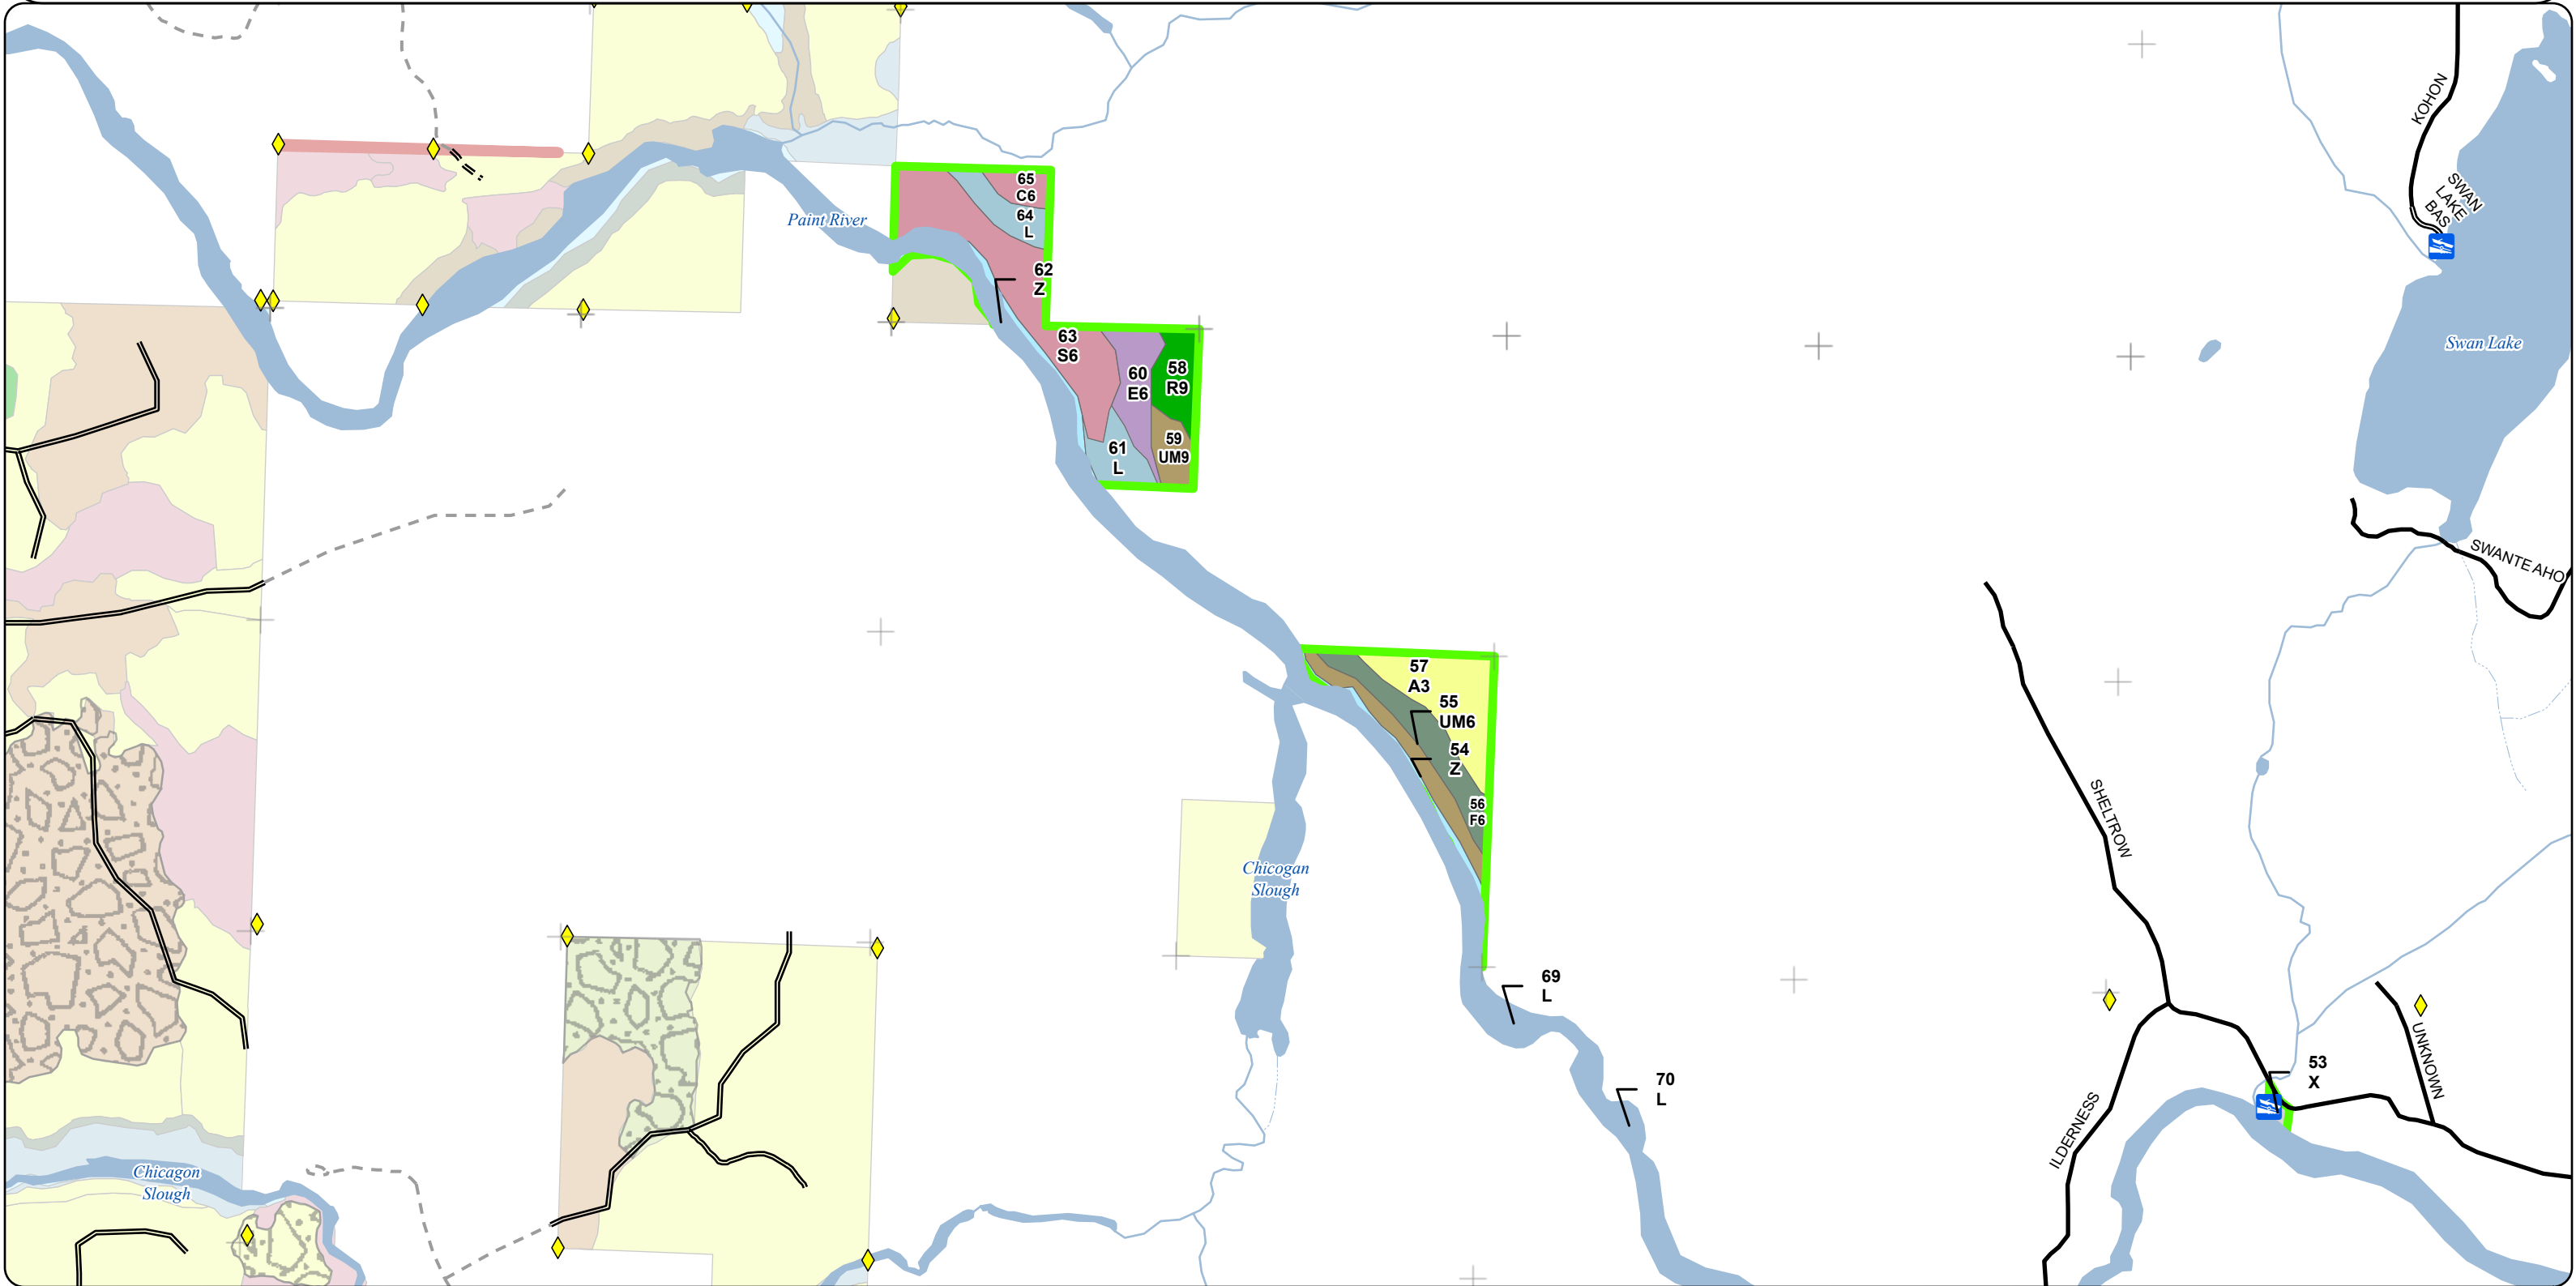 KOHON
SWAN
LAKE
BAS
65
C6
64
L
Paint River
62
Z
63
S6
58
R9
60
E6
59
UM9
61
L
Swan Lake
SWANTE AHO
57
A3
55
UM6
54
Z
56
F6
SHELTROW
Chicogan
Slough
69
L
70
L
53
X
UNKNOWN
ILDERNESS
Chicagon
Slough